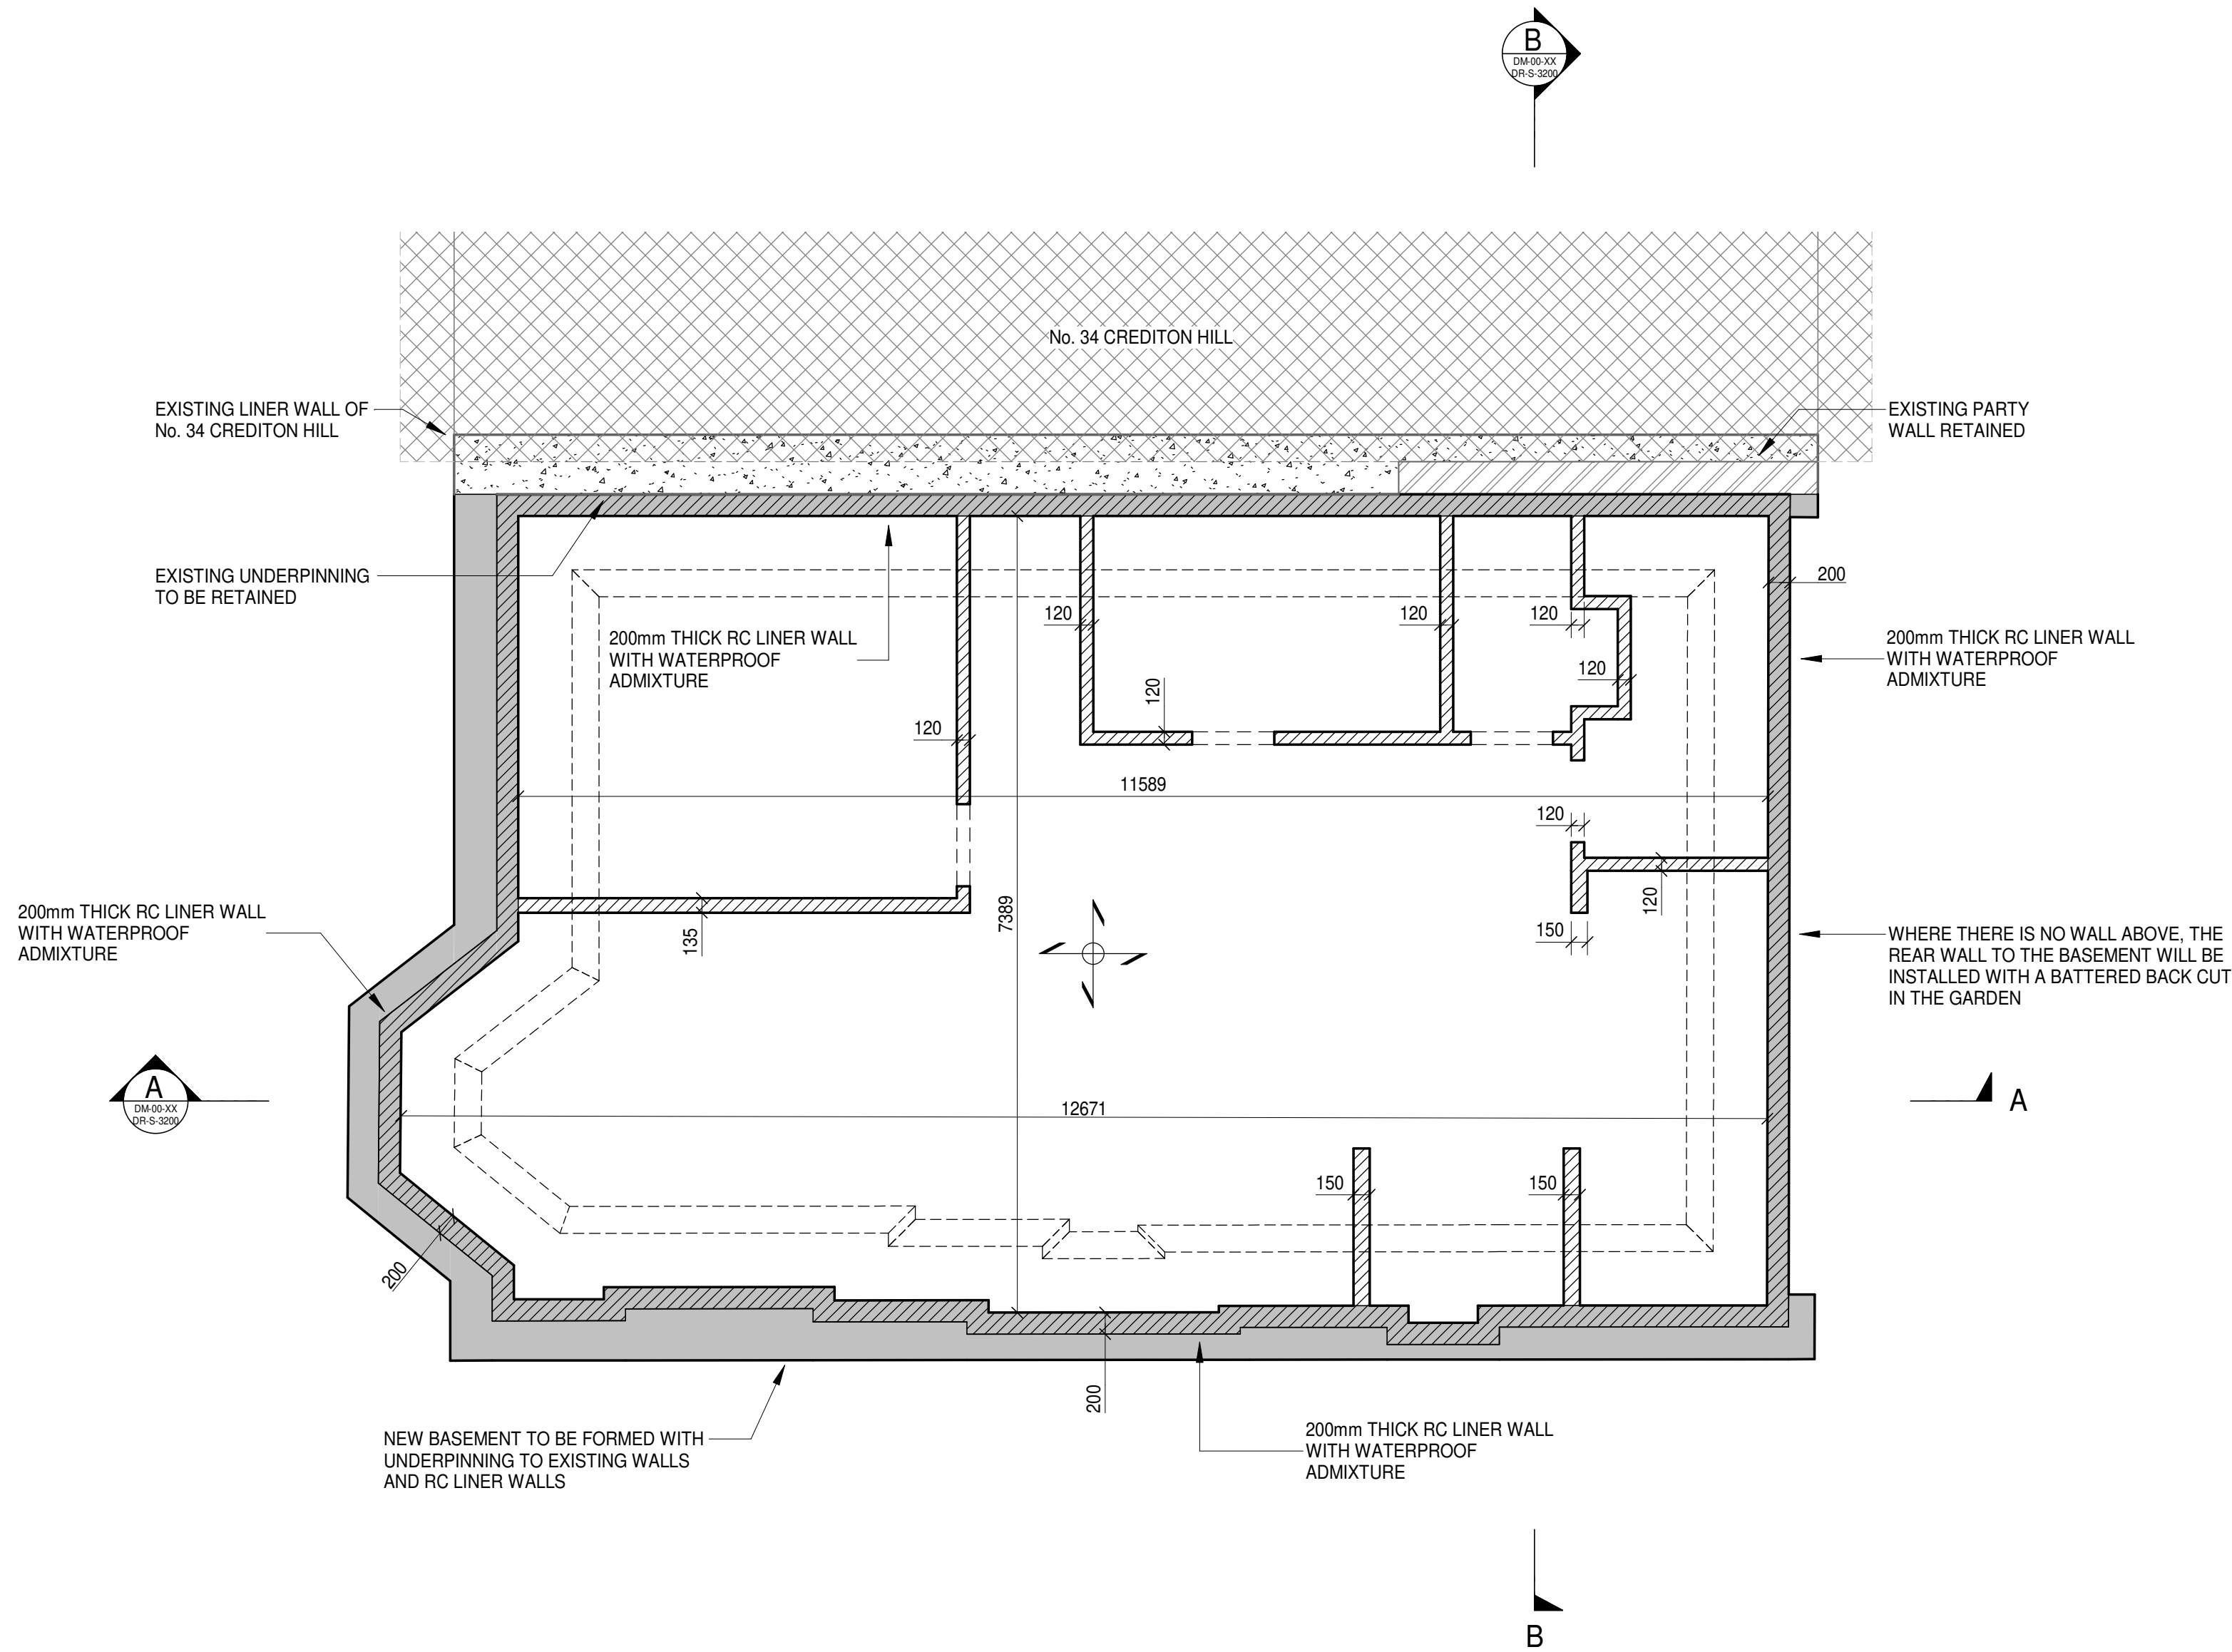 B
DM-00-XX
DR-S-3200
No. 34 CREDITON HILL
EXISTING LINER WALL OF
No. 34 CREDITON HILL
EXISTING PARTY
WALL RETAINED
EXISTING UNDERPINNING
TO BE RETAINED
200
120
120
120
200mm THICK RC LINER WALL
WITH WATERPROOF
ADMIXTURE
200mm THICK RC LINER WALL
WITH WATERPROOF
ADMIXTURE
120
120
120
11589
120
120
150
135
7389
200mm THICK RC LINER WALL
WITH WATERPROOF
ADMIXTURE
WHERE THERE IS NO WALL ABOVE, THE
REAR WALL TO THE BASEMENT WILL BE
INSTALLED WITH A BATTERED BACK CUT
IN THE GARDEN
A
DM-00-XX
DR-S-3200
A
12671
150
150
200
200
NEW BASEMENT TO BE FORMED WITH
UNDERPINNING TO EXISTING WALLS
AND RC LINER WALLS
200mm THICK RC LINER WALL
WITH WATERPROOF
ADMIXTURE
B